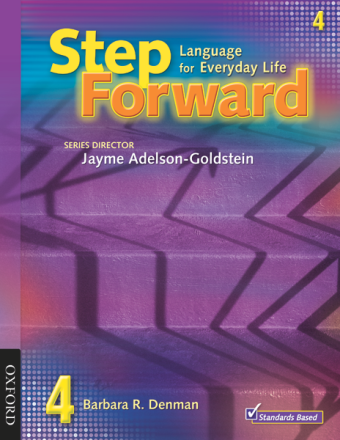 4
Step
Language
for Everyday Life
Forward
SERIES DIRECTOR
Jayme Adelson-Goldstein
OXFORD
4
Barbara R. Denman
Standards Based